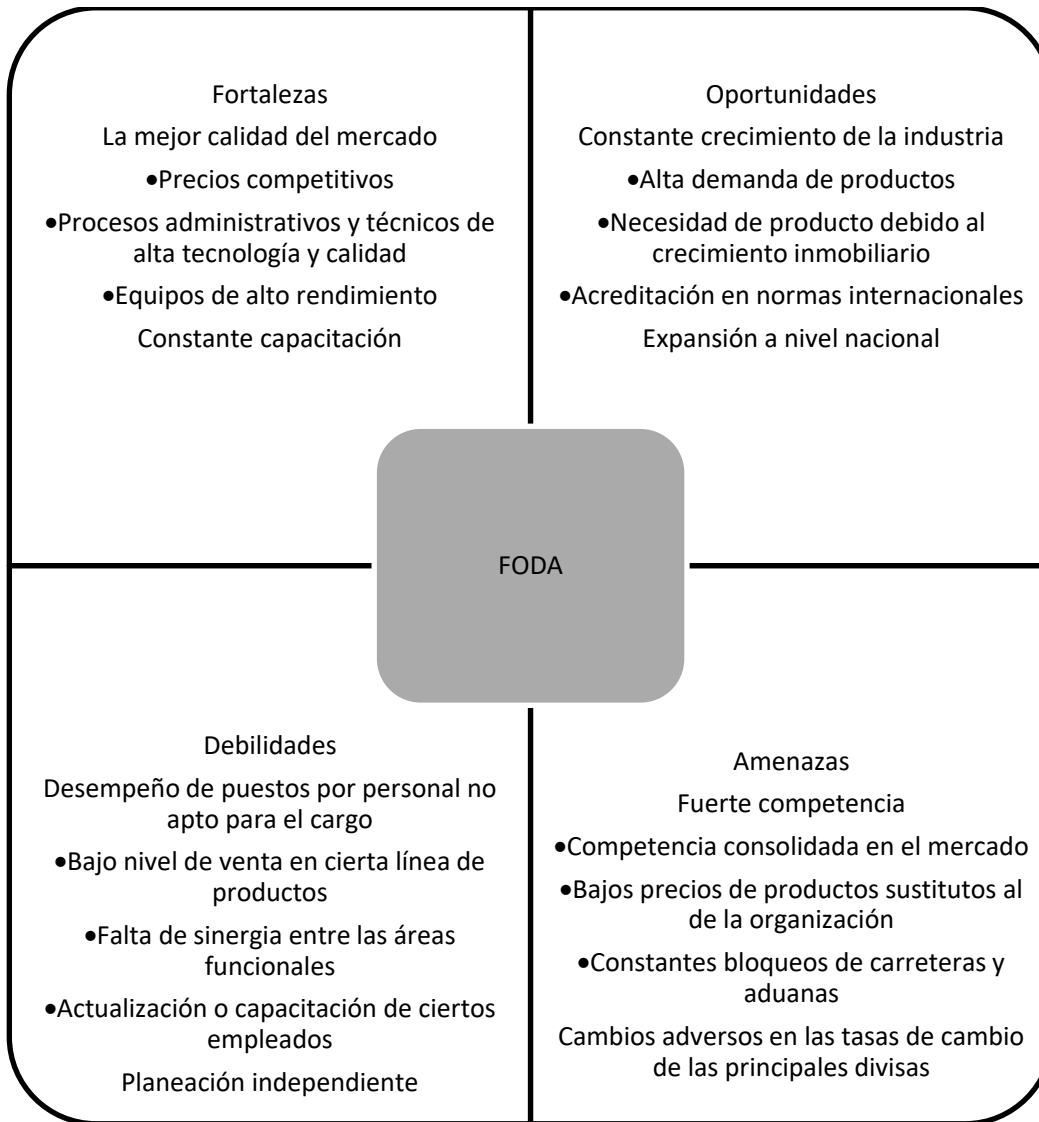 Fortalezas
La mejor calidad del mercado
•Precios competitivos
•Procesos administrativos y técnicos de
alta tecnología y calidad
•Equipos de alto rendimiento
Constante capacitación
Oportunidades
Constante crecimiento de la industria
•Alta demanda de productos
•Necesidad de producto debido al
crecimiento inmobiliario
•Acreditación en normas internacionales
Expansión a nivel nacional
FODA
Debilidades
Desempeño de puestos por personal no
apto para el cargo
•Bajo nivel de venta en cierta línea de
productos
•Falta de sinergia entre las áreas
funcionales
•Actualización o capacitación de ciertos
empleados
Planeación independiente
Amenazas
Fuerte competencia
•Competencia consolidada en el mercado
•Bajos precios de productos sustitutos al
de la organización
•Constantes bloqueos de carreteras y
aduanas
Cambios adversos en las tasas de cambio
de las principales divisas